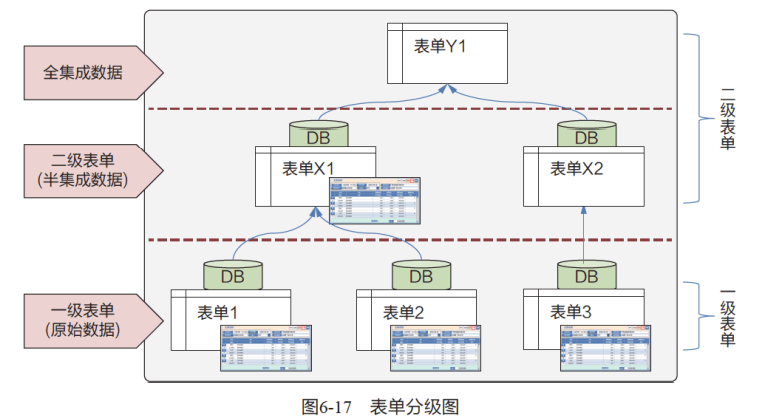 表单Y1
全集成数据
二级表单
DB
DB
二级表单
(半集成数据)
表单X1
表单X2
DB
DB
DB
一级表单
(原始数据)
表单1
表单2
表单3
一级表单
图6-17 表单分级图